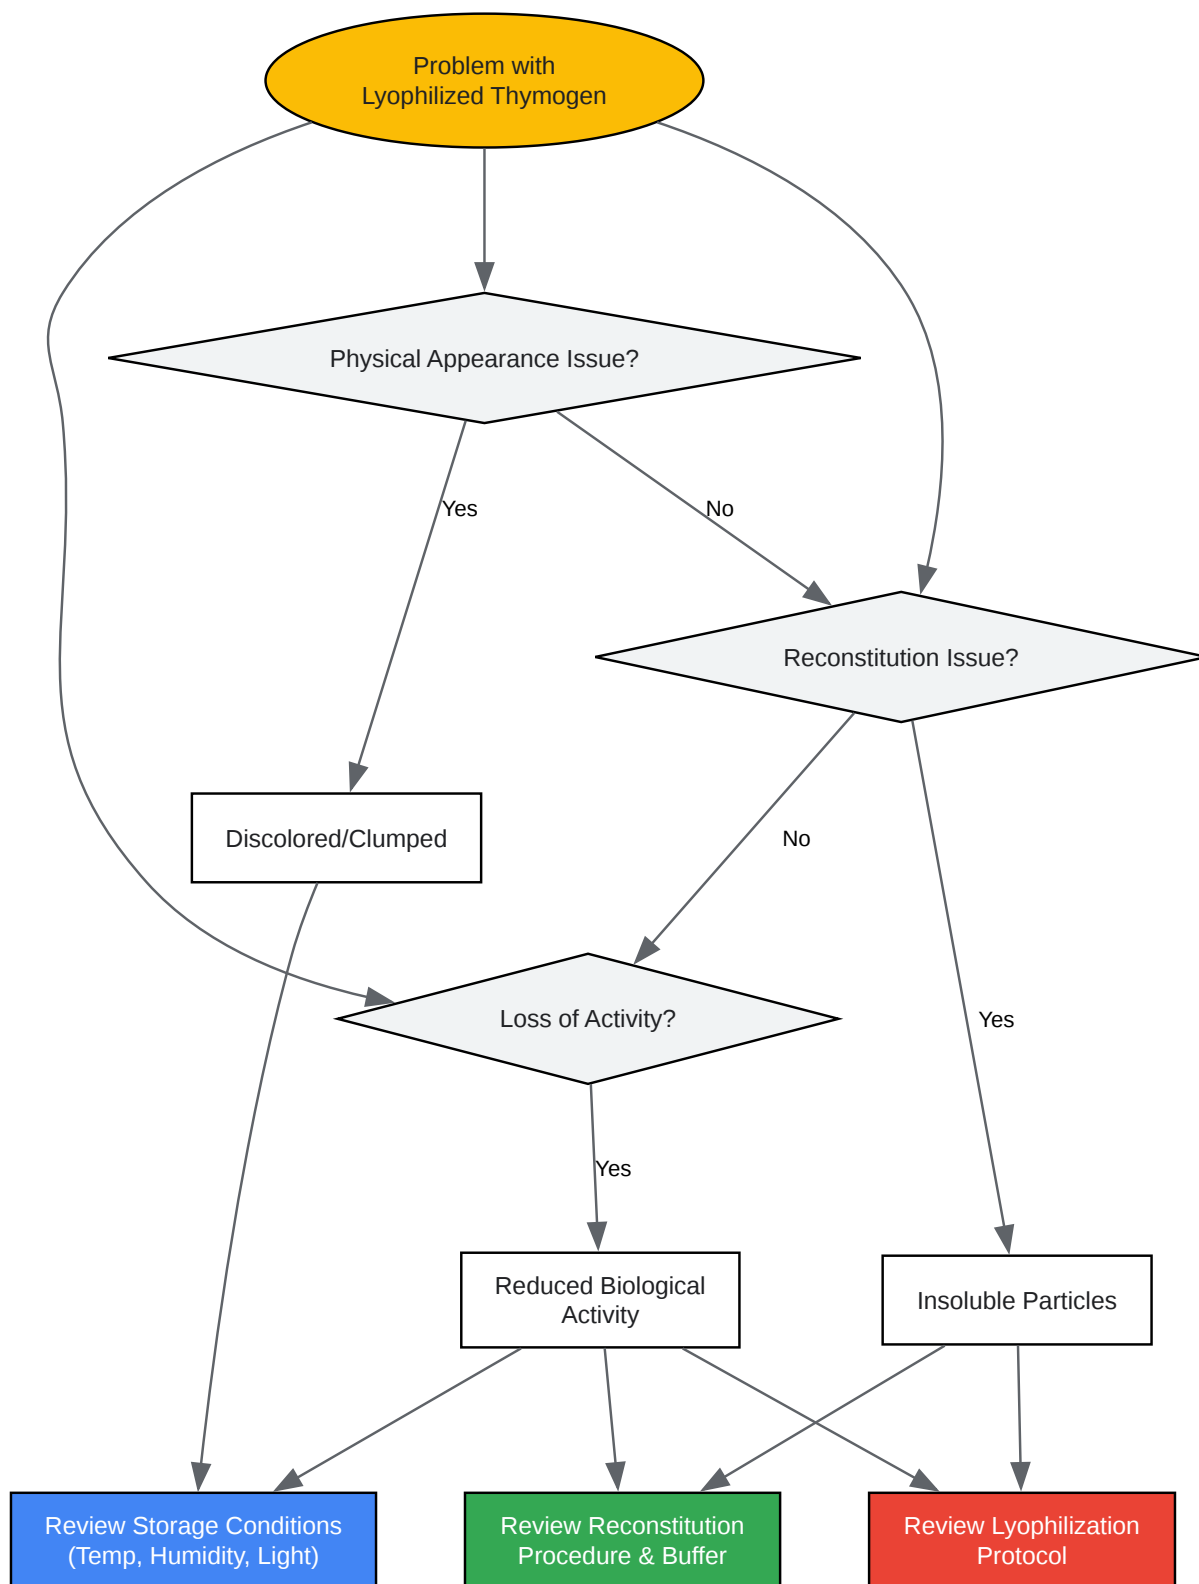 Problem with
Lyophilized Thymogen
Physical Appearance Issue?
Yes
No
Reconstitution Issue?
Discolored/Clumped
No
Loss of Activity?
Yes
Yes
Reduced Biological
Activity
Insoluble Particles
Review Storage Conditions
(Temp, Humidity, Light)
Review Reconstitution
Procedure & Buffer
Review Lyophilization
Protocol